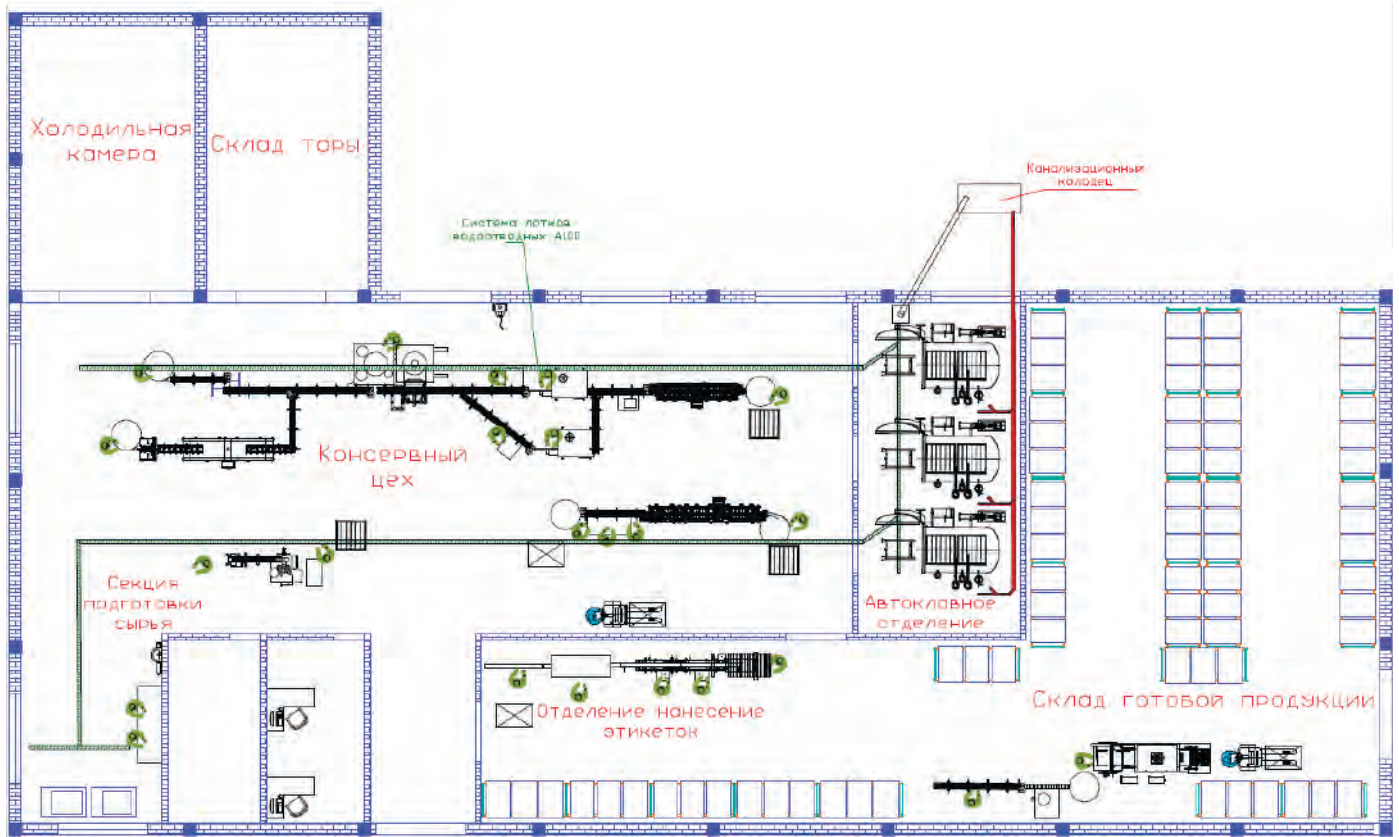 Холодильная
камера
Склад тары
Канализационный
колодец
Система лотков
водоотводных A100
Консервный
цех
Секция
подготовки
сырья
Автоклавное
отделение
Склад готовой продукции
Отделение нанесение
этикеток